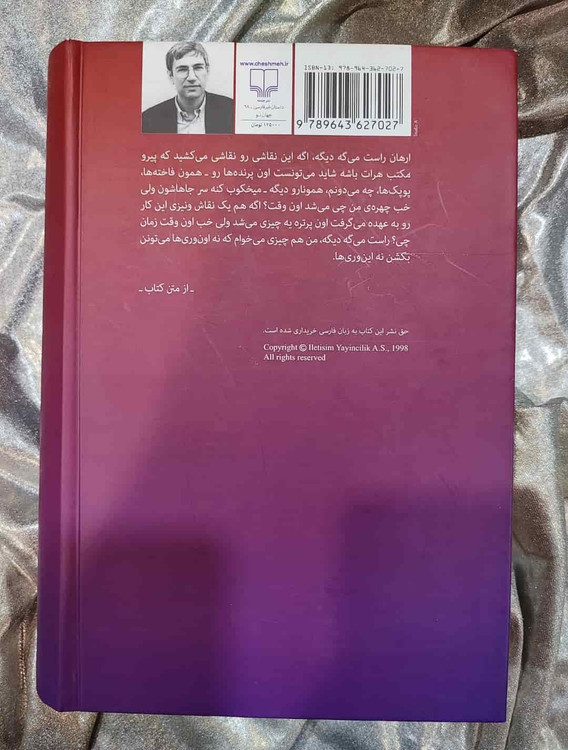 ISBN-13: 978-964-362-702-7
www.cheshmeh.ir
9 789643 627027
ارهان راست می‌گه دیگه، اگه این نقاشی رو نقاشی می‌کشید که پیرو
مکتب هرات باشه شاید می‌تونست اون پرنده‌ها رو ـ همون فاخته‌ها،
پوپک‌ها، چه می‌دونم، همونارو دیگه ـ میخکوب کنه سر جاهاشون ولی
خب چهره‌ی من چی می‌شد اون وقت؟ اگه هم یک نقاش ونیزی این کار
رو به عهده می‌گرفت اون پرتره یه چیزی می‌شد ولی خب اون وقت زمان
چی؟ راست می‌گه دیگه، من هم چیزی می‌خوام که نه اون‌وری‌ها می‌تونن
بکشن نه این‌وری‌ها.
ـ از متن کتاب ـ
حق نشر این کتاب به زبان فارسی خریداری شده است.
Copyright © Iletisim Yayincilik A.S., 1998
All rights reserved